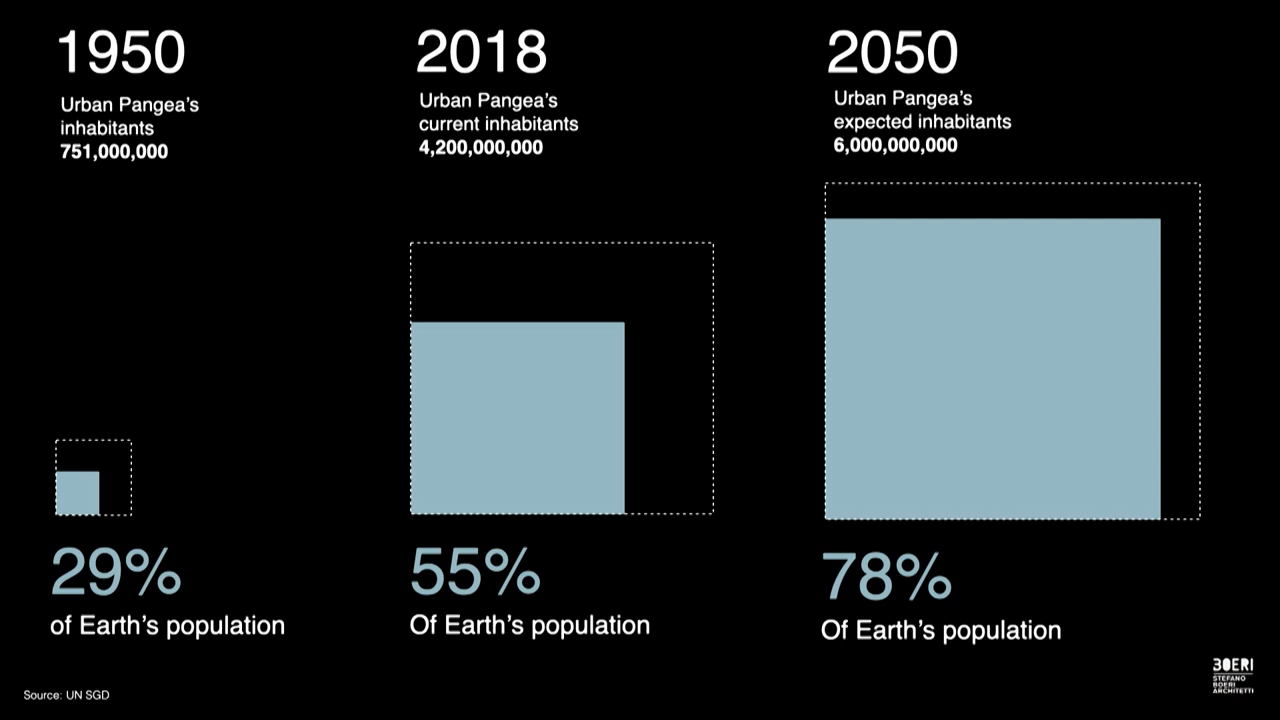 1950
Urban Pangea's
inhabitants
751,000,000
29%
of Earth's population
2018
Urban Pangea's
current inhabitants
4,200,000,000
55%
Of Earth's population
2050
Urban Pangea's
expected inhabitants
6,000,000,000
78%
Of Earth's population
Source: UN SGD
BOERI
STEFANO
BOERI
ARCHITETTI